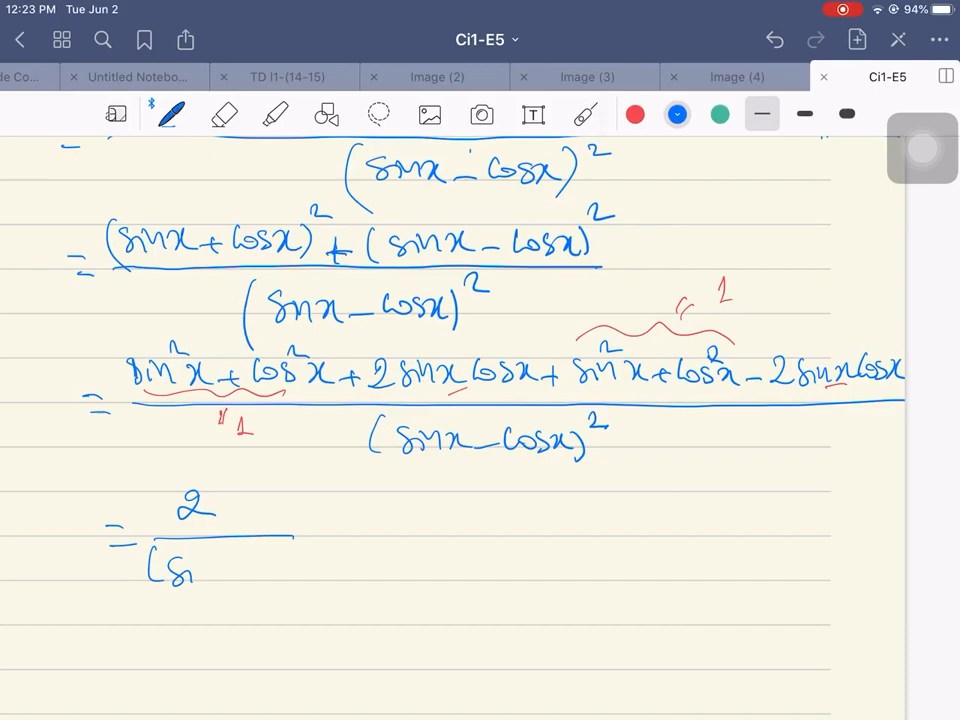 12:23 PM Tue Jun 2 94%
Ci1-E5
de Co... Untitled Notebo... TD I1-(14-15) Image (2) Image (3) Image (4) Ci1-E5
=
(sinx - cosx)²
= (sinx + cosx)² + (sinx - cosx)²
(sinx - cosx)²
= 1
= sin²x + cos²x + 2 sinx cosx + sin²x + cos²x - 2 sinx cosx
= 1
(sinx - cosx)²
= 2
(si